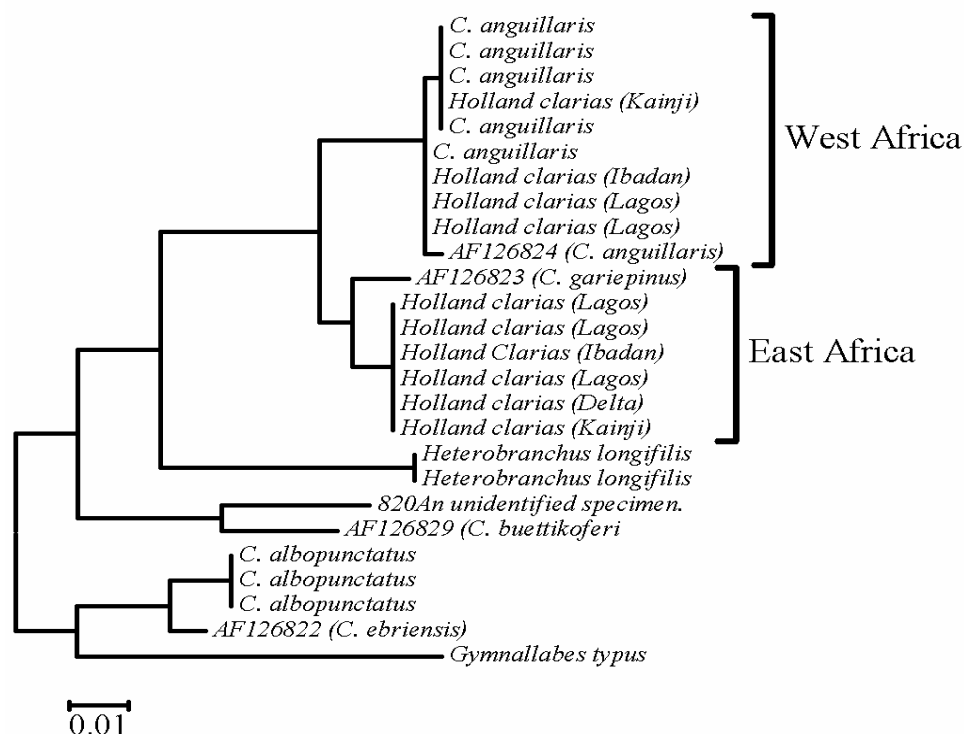 C. anguillaris
C. anguillaris
C. anguillaris
Holland clarias (Kainji)
C. anguillaris
C. anguillaris
Holland clarias (Ibadan)
Holland clarias (Lagos)
Holland clarias (Lagos)
AF126824 (C. anguillaris)
West Africa
AF126823 (C. gariepinus)
Holland clarias (Lagos)
Holland clarias (Lagos)
Holland Clarias (Ibadan)
Holland clarias (Lagos)
Holland clarias (Delta)
Holland clarias (Kainji)
East Africa
Heterobranchus longifilis
Heterobranchus longifilis
820An unidentified specimen.
AF126829 (C. buettikoferi
C. albopunctatus
C. albopunctatus
C. albopunctatus
AF126822 (C. ebriensis)
Gymnallabes typus
0.01